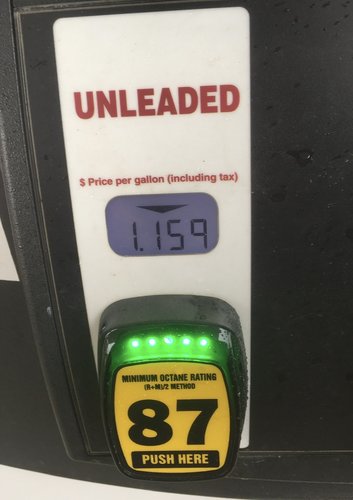 UNLEADED
$ Price per gallon (including tax)
1.159
MINIMUM OCTANE RATING
(R+M)/2 METHOD
87
PUSH HERE